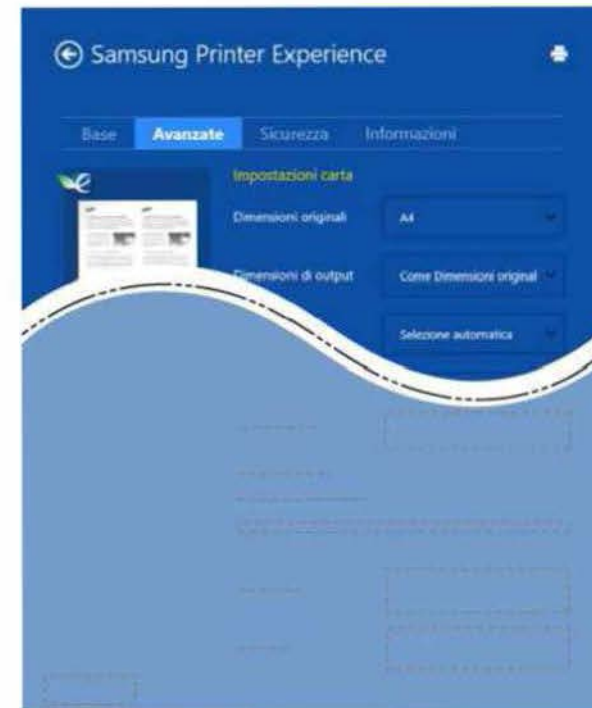 Samsung Printer Experience
Base Avanzate Sicurezza Informazioni
Impostazioni carta
Dimensioni originali A4
Dimensioni di output Come Dimensioni original
Selezione automatica